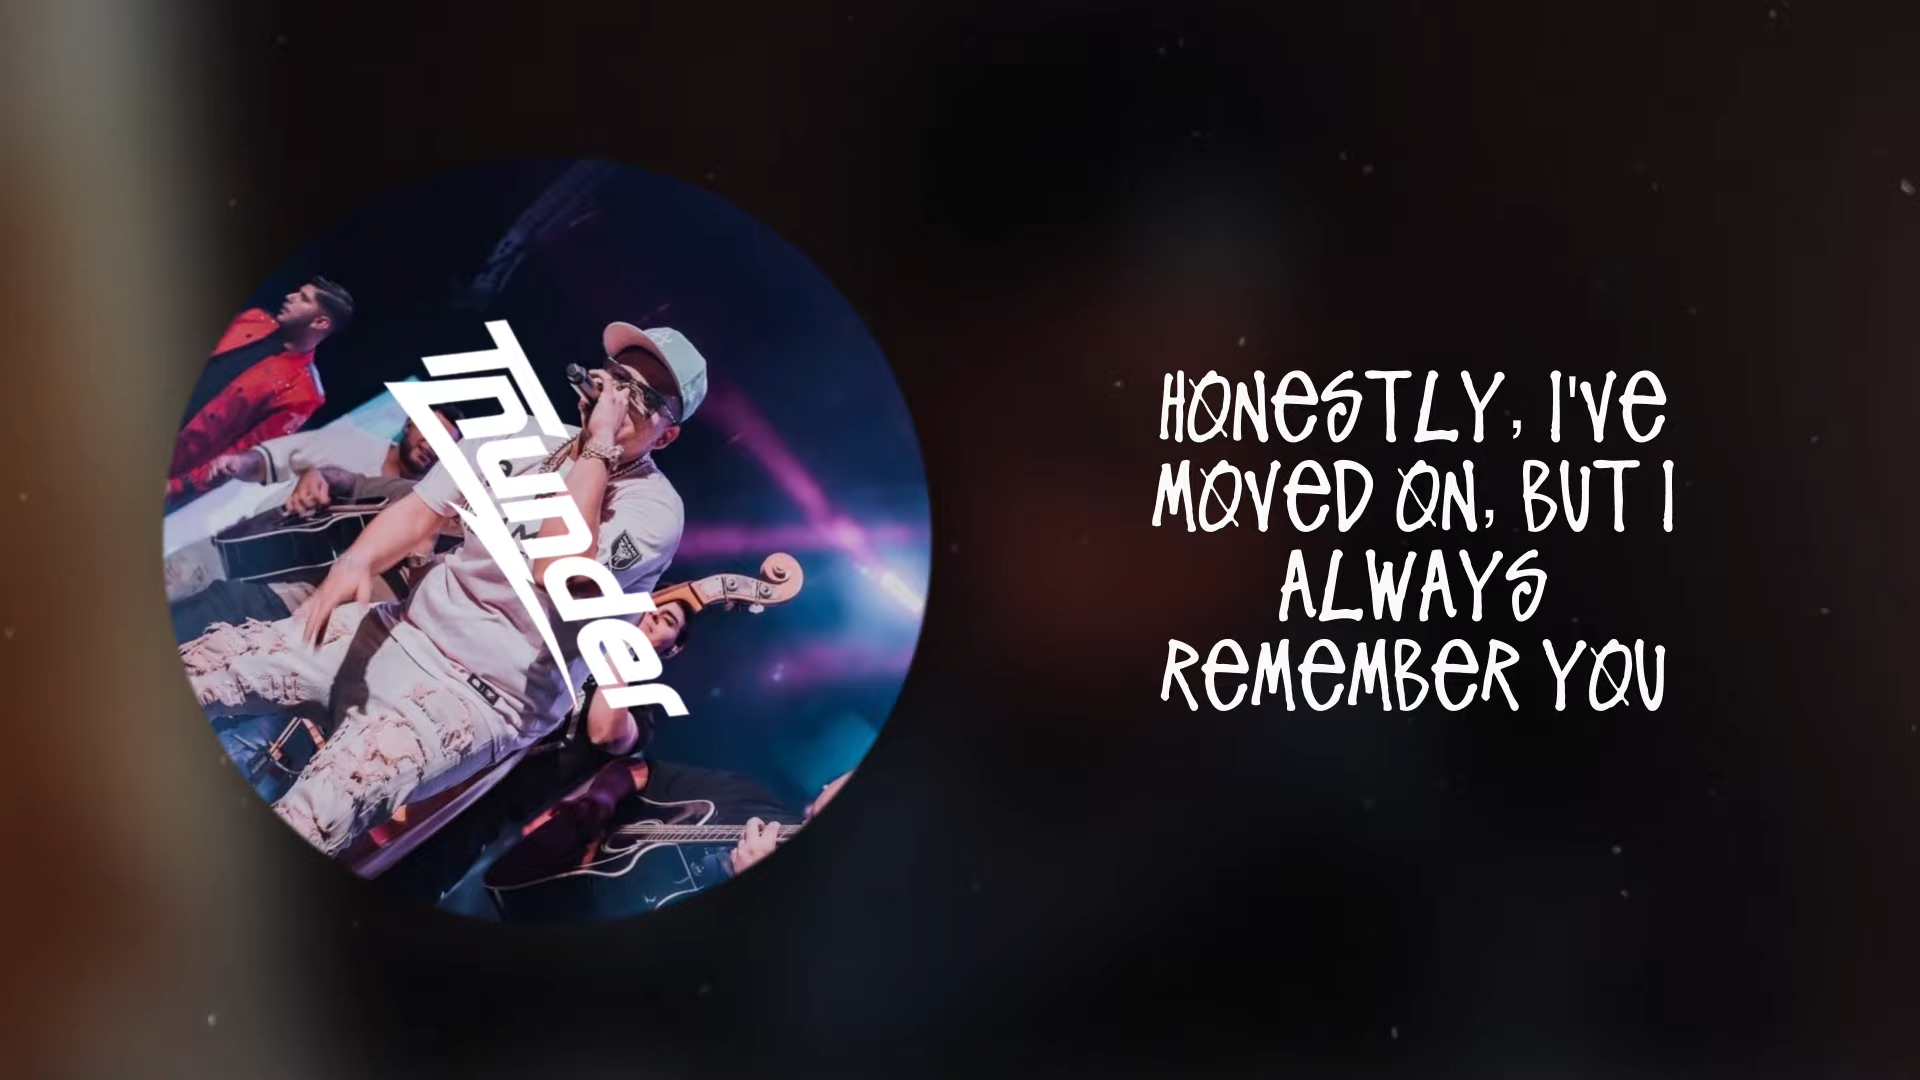 Thunder
HONESTLY, I'VE
MOVED ON, BUT I
ALWAYS
REMEMBER YOU